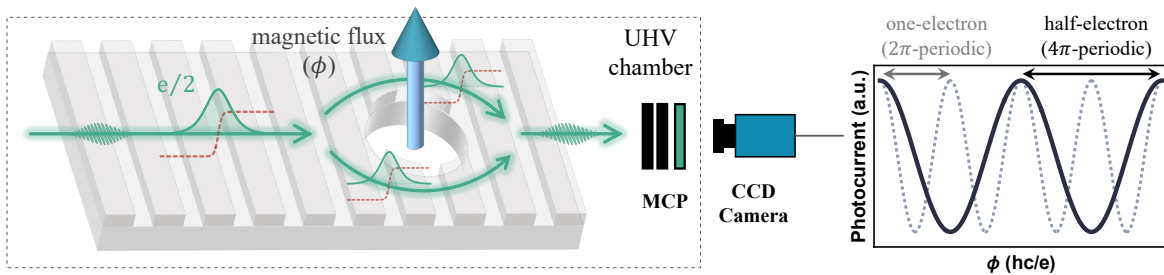 magnetic flux
(ϕ)
e/2
UHV
chamber
MCP
CCD
Camera
one-electron
(2π-periodic)
half-electron
(4π-periodic)
Photocurrent (a.u.)
ϕ (hc/e)